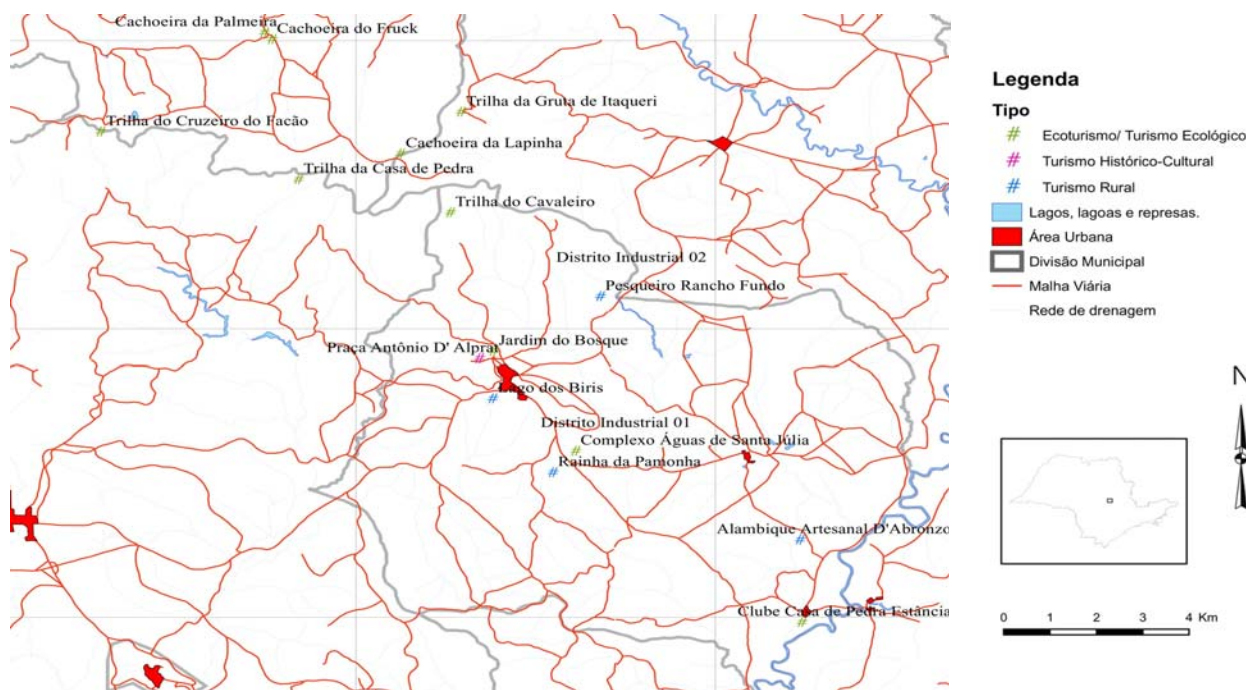 Cachoeira da Palmeira
Cachoeira do Fruck
Trilha da Gruta de Itaqueri
Trilha do Cruzeiro do Facão
Cachoeira da Lapinha
Trilha da Casa de Pedra
Trilha do Cavaleiro
Distrito Industrial 02
Pesqueiro Rancho Fundo
Jardim do Bosque
Praça Antônio D' Alprat
Lago dos Biris
Distrito Industrial 01
Complexo Águas de Santa Júlia
Rainha da Pamonha
Alambique Artesanal D'Abronzo
Clube Casa de Pedra Estância
Legenda
Tipo
# Ecoturismo/ Turismo Ecológico
# Turismo Histórico-Cultural
# Turismo Rural
Lagos, lagoas e represas.
Área Urbana
Divisão Municipal
Malha Viária
Rede de drenagem
N
0 1 2 3 4 Km